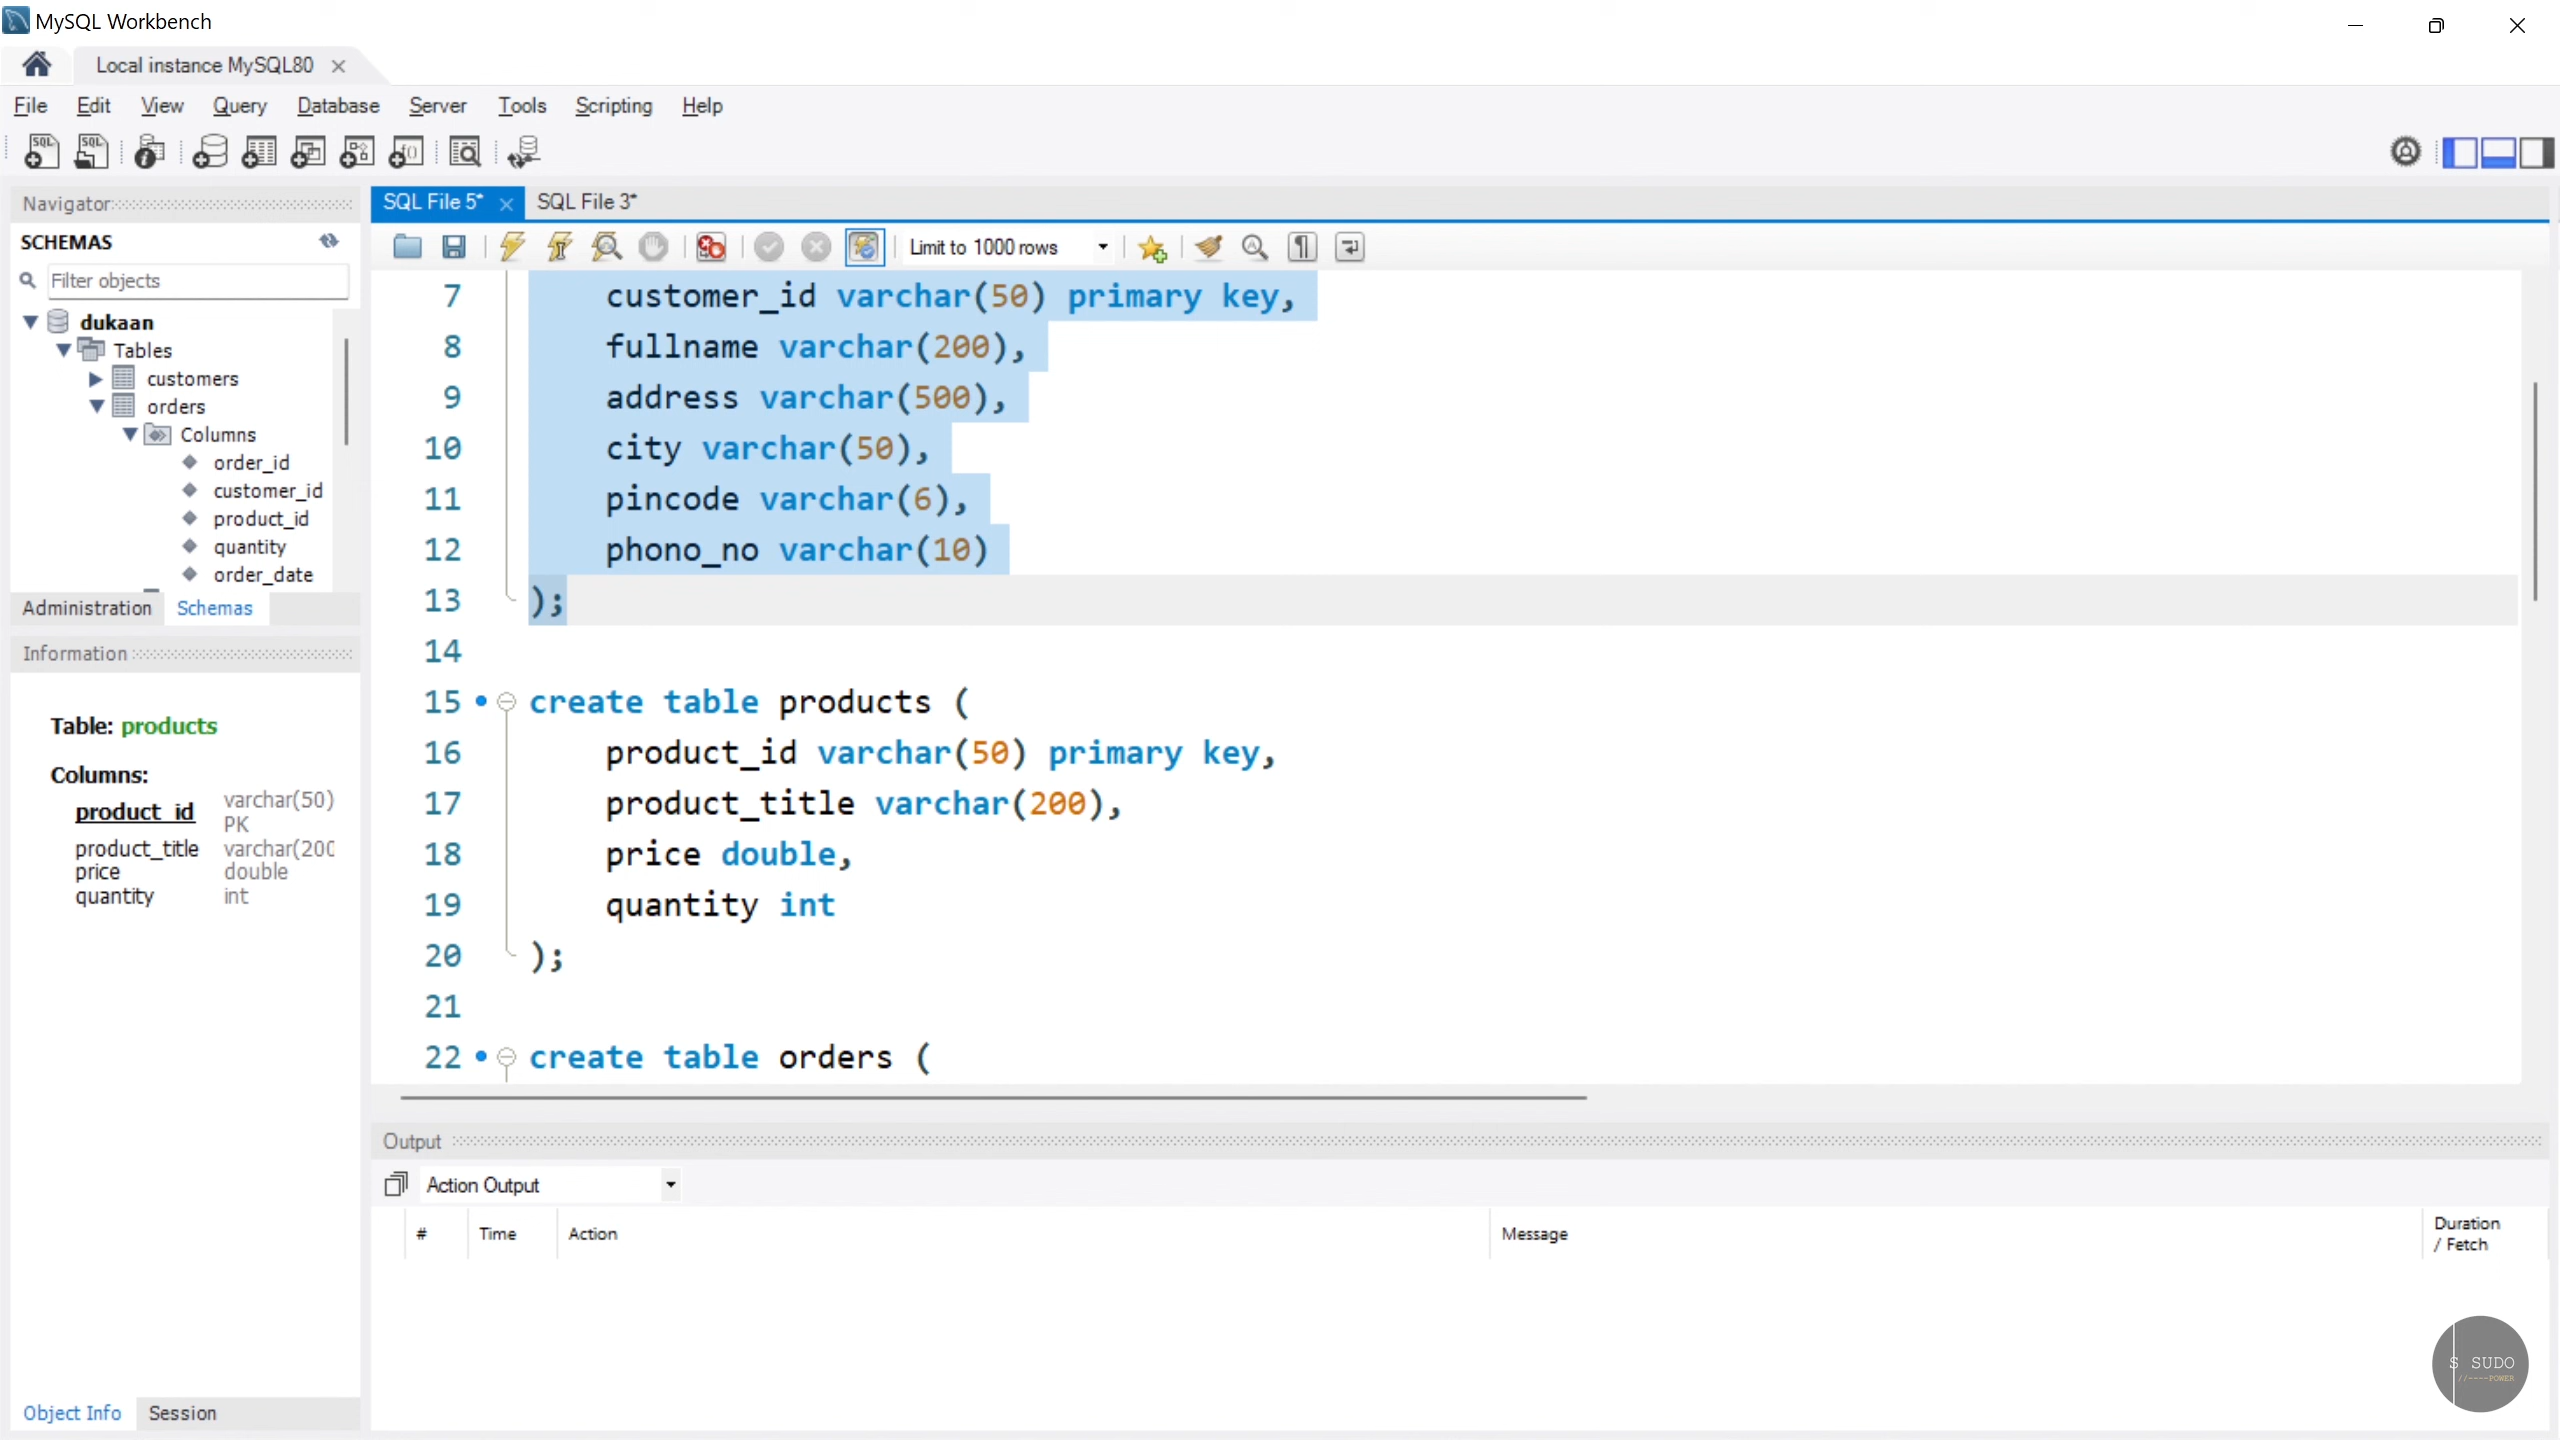 MySQL Workbench
Local instance MySQL80
File Edit View Query Database Server Tools Scripting Help
Navigator
SCHEMAS
Filter objects
dukaan
Tables
customers
orders
Columns
order_id
customer_id
product_id
quantity
order_date
Administration Schemas
Information
Table: products
Columns:
product_id varchar(50) PK
product_title varchar(200
price double
quantity int
Object Info Session
SQL File 5* SQL File 3*
Limit to 1000 rows
7 customer_id varchar(50) primary key,
8 fullname varchar(200),
9 address varchar(500),
10 city varchar(50),
11 pincode varchar(6),
12 phono_no varchar(10)
13 );
14
15 create table products (
16 product_id varchar(50) primary key,
17 product_title varchar(200),
18 price double,
19 quantity int
20 );
21
22 create table orders (
Output
Action Output
# Time Action Message Duration / Fetch
S SUDO
//----POWER